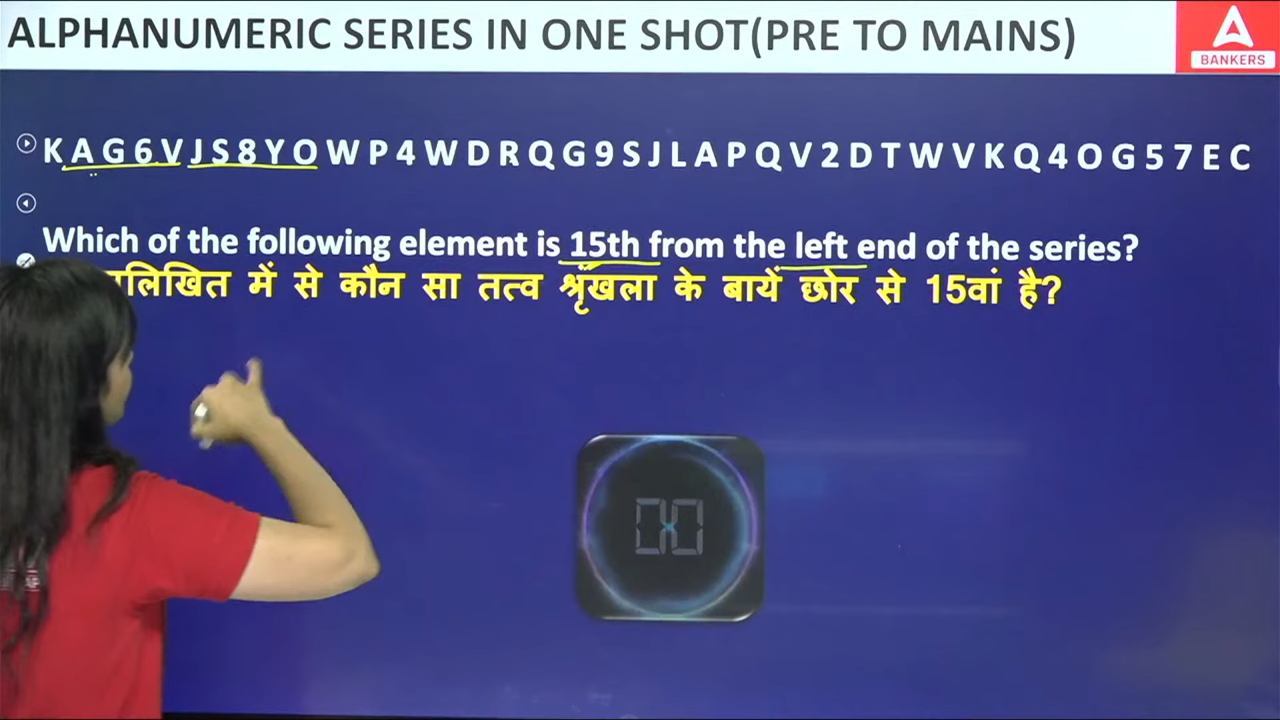 ALPHANUMERIC SERIES IN ONE SHOT(PRE TO MAINS)
A
BANKERS
K A G 6 V J S 8 Y O W P 4 W D R Q G 9 S J L A P Q V 2 D T W V K Q 4 O G 5 7 E C
Which of the following element is 15th from the left end of the series?
में से कौन सा तत्व श्रृंखला के बायें छोर से 15वां है?
00